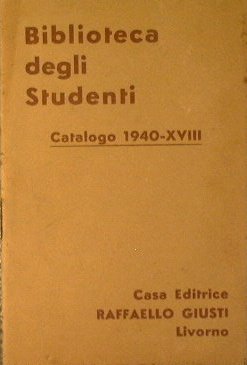 Biblioteca
degli
Studenti
Catalogo 1940-XVIII
Casa Editrice
RAFFAELLO GIUSTI
Livorno